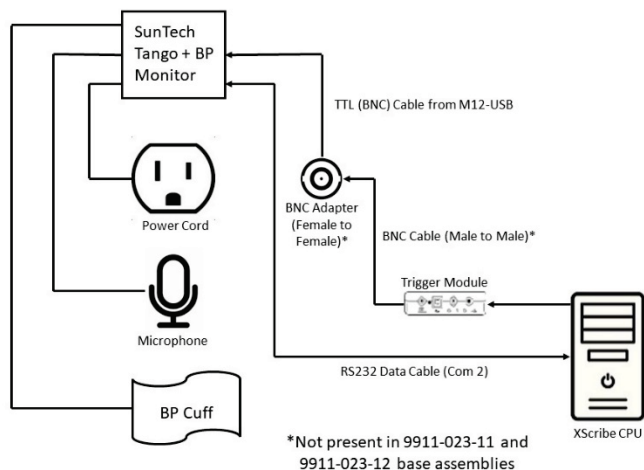 SunTech
Tango + BP
Monitor
TTL (BNC) Cable from M12-USB
BNC Adapter
(Female to
Female)*
Power Cord
BNC Cable (Male to Male)*
Trigger Module
Microphone
RS232 Data Cable (Com 2)
BP Cuff
XScribe CPU
*Not present in 9911-023-11 and
9911-023-12 base assemblies